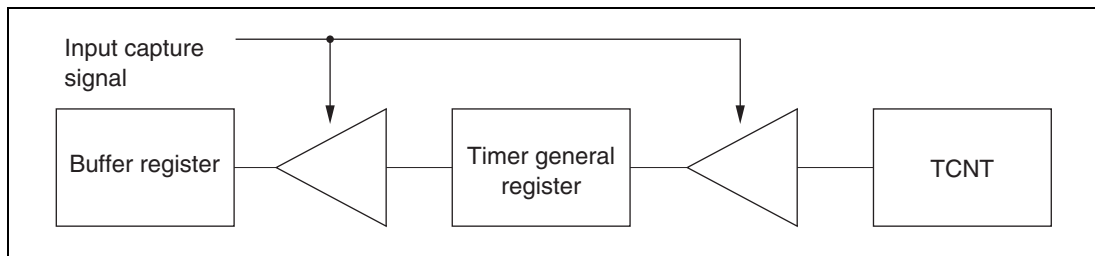 Input capture
signal
Buffer register
Timer general
register
TCNT